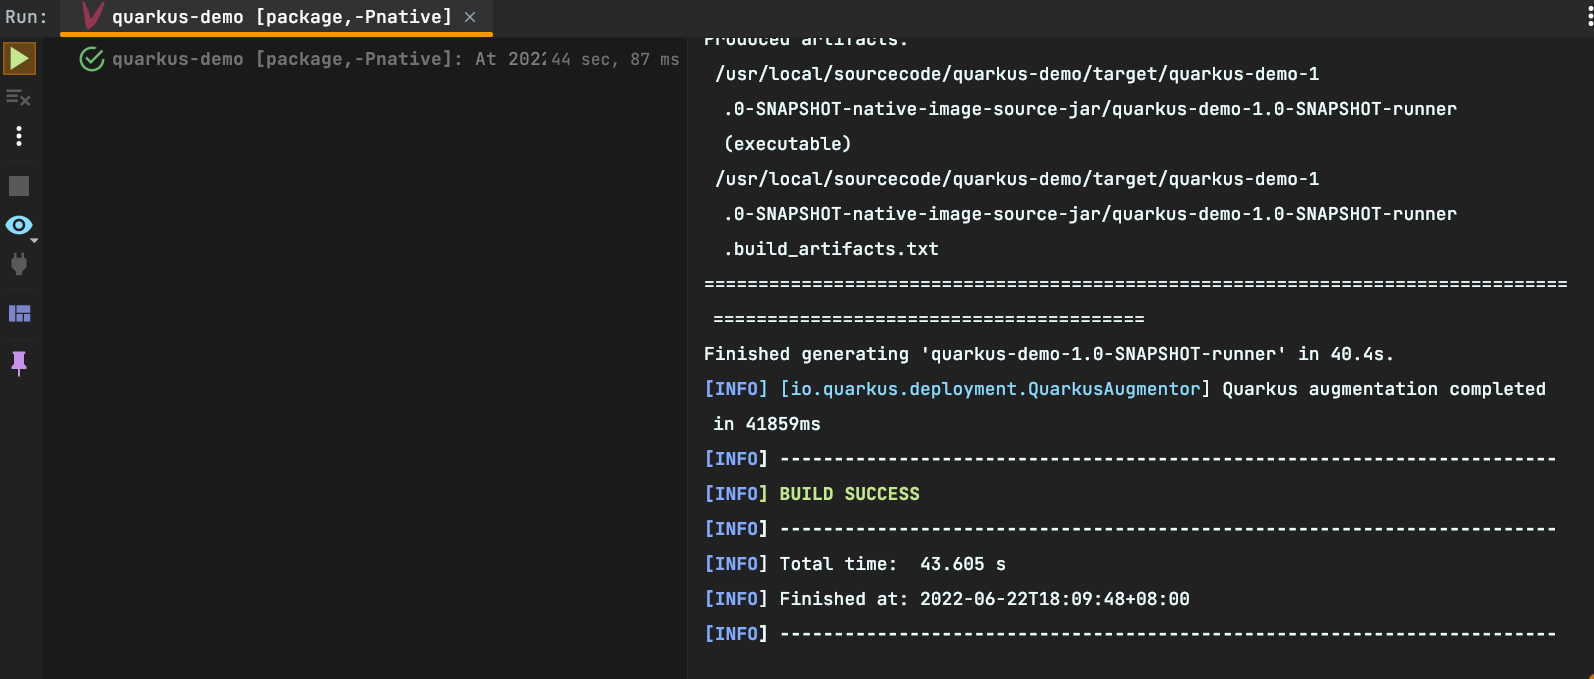 Run: quarkus-demo [package,-Pnative] ×
quarkus-demo [package,-Pnative]: At 2022 44 sec, 87 ms
Produced artifacts:
/usr/local/sourcecode/quarkus-demo/target/quarkus-demo-1
.0-SNAPSHOT-native-image-source-jar/quarkus-demo-1.0-SNAPSHOT-runner
(executable)
/usr/local/sourcecode/quarkus-demo/target/quarkus-demo-1
.0-SNAPSHOT-native-image-source-jar/quarkus-demo-1.0-SNAPSHOT-runner
.build_artifacts.txt
================================================================================
========================================
Finished generating 'quarkus-demo-1.0-SNAPSHOT-runner' in 40.4s.
[INFO] [io.quarkus.deployment.QuarkusAugmentor] Quarkus augmentation completed
in 41859ms
[INFO] ------------------------------------------------------------------------
[INFO] BUILD SUCCESS
[INFO] ------------------------------------------------------------------------
[INFO] Total time:  43.605 s
[INFO] Finished at: 2022-06-22T18:09:48+08:00
[INFO] ------------------------------------------------------------------------